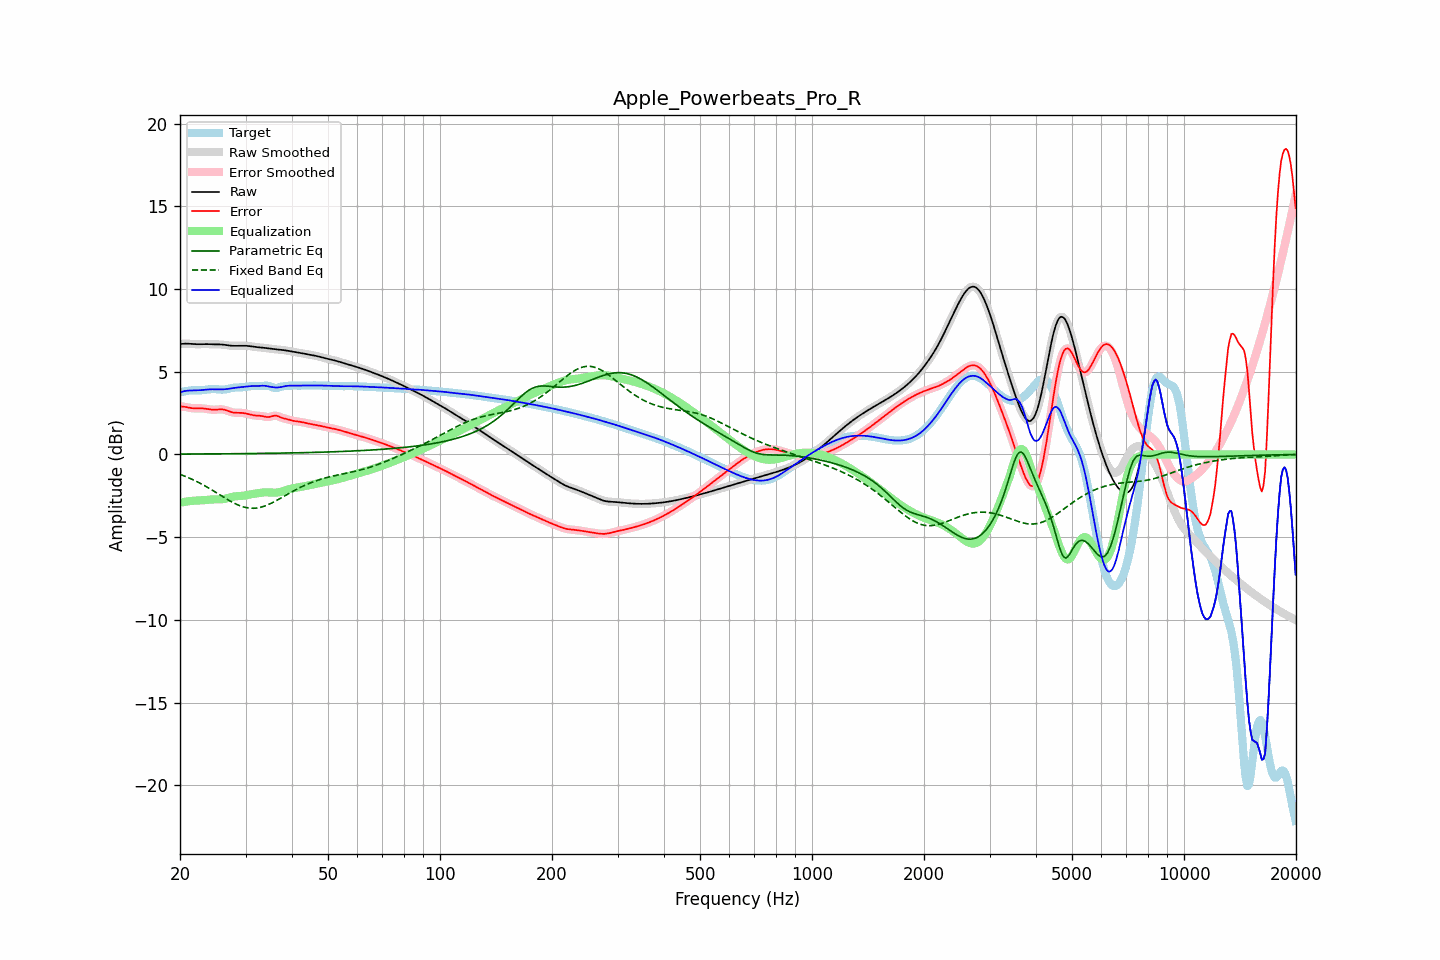 Apple_Powerbeats_Pro_R
Target
Raw Smoothed
Error Smoothed
Raw
Error
Equalization
Parametric Eq
Fixed Band Eq
Equalized
20
15
10
5
0
−5
−10
−15
−20
Amplitude (dBr)
20
50
100
200
500
1000
2000
5000
10000
20000
Frequency (Hz)